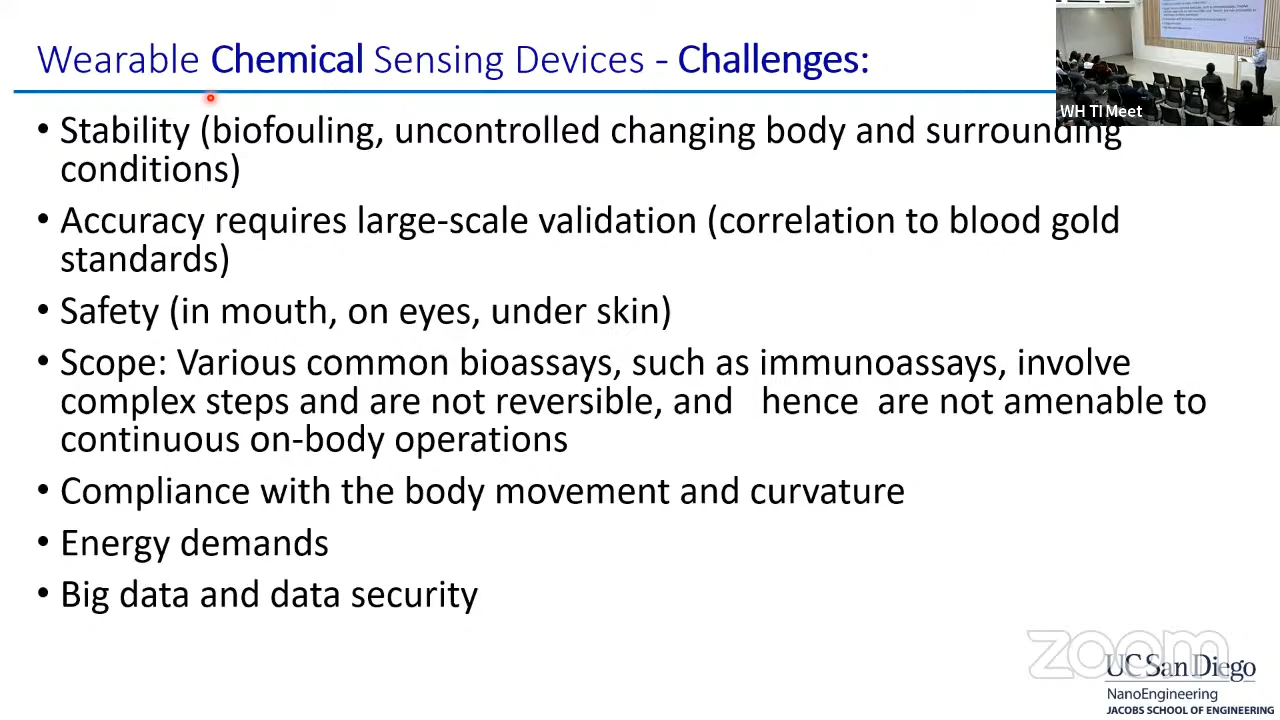 Wearable Chemical Sensing Devices - Challenges:
WH TI Meet
• Stability (biofouling, uncontrolled changing body and surrounding
conditions)
• Accuracy requires large-scale validation (correlation to blood gold
standards)
• Safety (in mouth, on eyes, under skin)
• Scope: Various common bioassays, such as immunoassays, involve
complex steps and are not reversible, and hence are not amenable to
continuous on-body operations
• Compliance with the body movement and curvature
• Energy demands
• Big data and data security
zoom
UC San Diego
NanoEngineering
JACOBS SCHOOL OF ENGINEERING